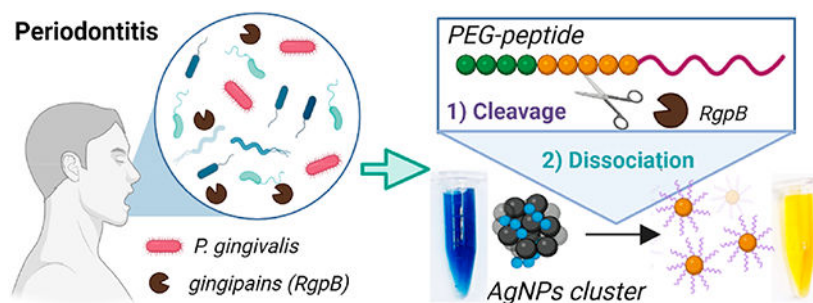 Periodontitis
P. gingivalis
gingipains (RgpB)
PEG-peptide
1) Cleavage
RgpB
2) Dissociation
AgNPs cluster